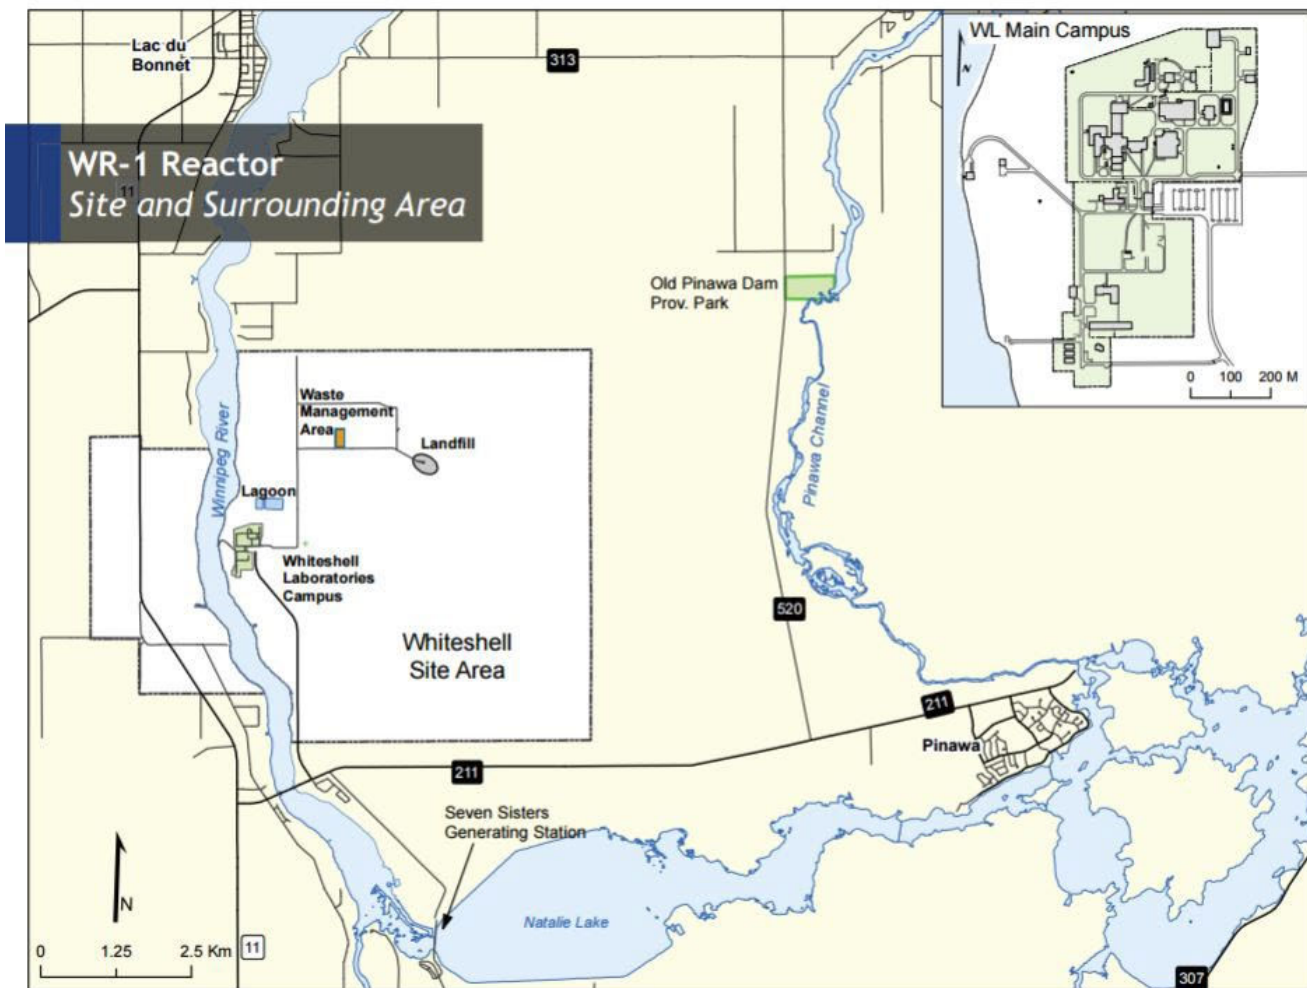 Lac du
Bonnet
313
WL Main Campus
N
WR-1 Reactor
11
Site and Surrounding Area
Old Pinawa Dam
Prov. Park
0 100 200 M
Winnipeg River
Waste
Management
Area
Landfill
Pinawa Channel
Lagoon
Whiteshell
Laboratories
Campus
520
Whiteshell
Site Area
211
Pinawa
211
Seven Sisters
Generating Station
N
Natalie Lake
0 1.25 2.5 Km
11
307